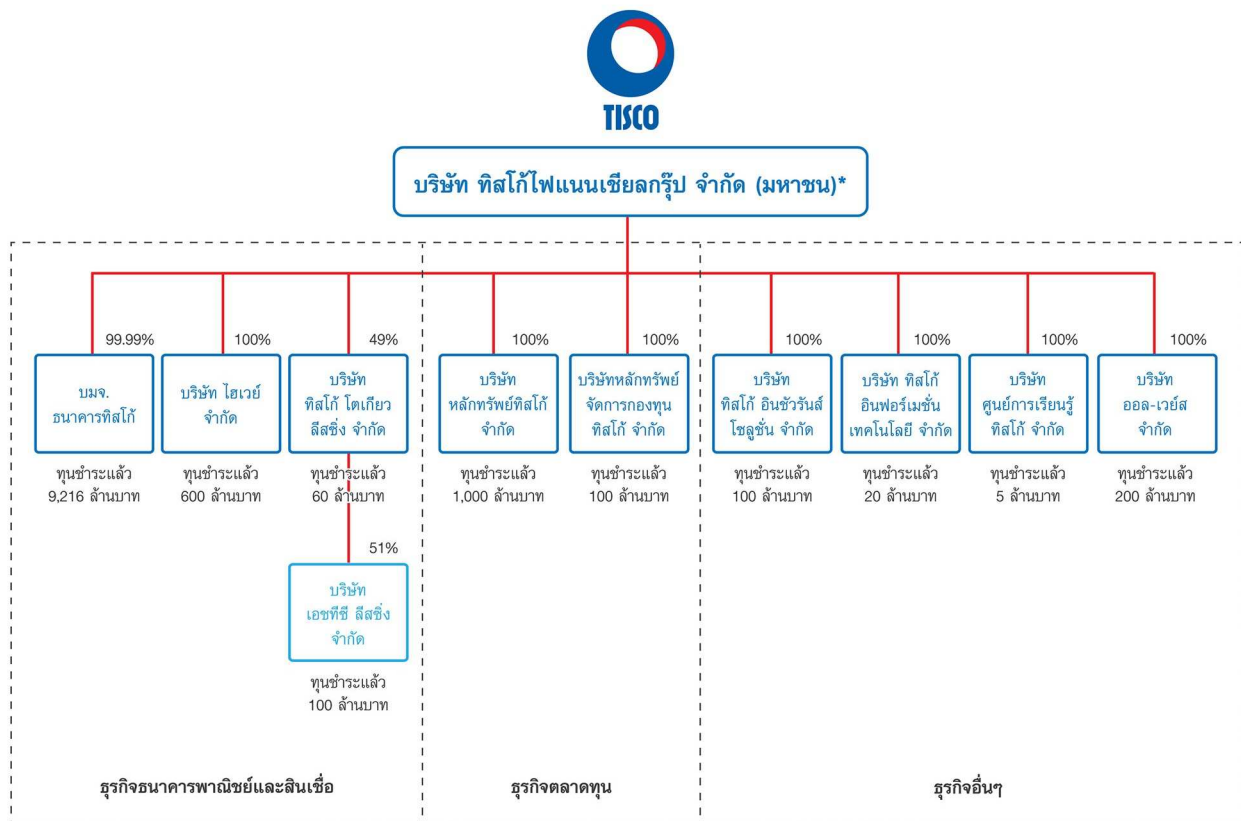 TISCO
บริษัท ทิสโก้ไฟแนนเชียลกรุ๊ป จำกัด (มหาชน)*
99.99%
บมจ.
ธนาคารทิสโก้
ทุนชำระแล้ว
9,216 ล้านบาท
100%
บริษัท ไฮเวย์
จำกัด
ทุนชำระแล้ว
600 ล้านบาท
49%
บริษัท
ทิสโก้ โตเกียว
ลีสซิ่ง จำกัด
ทุนชำระแล้ว
60 ล้านบาท
51%
บริษัท
เอชทีซี ลีสซิ่ง
จำกัด
ทุนชำระแล้ว
100 ล้านบาท
ธุรกิจธนาคารพาณิชย์และสินเชื่อ
100%
บริษัท
หลักทรัพย์ทิสโก้
จำกัด
ทุนชำระแล้ว
1,000 ล้านบาท
100%
บริษัทหลักทรัพย์
จัดการกองทุน
ทิสโก้ จำกัด
ทุนชำระแล้ว
100 ล้านบาท
ธุรกิจตลาดทุน
100%
บริษัท
ทิสโก้ อินชัวรันส์
โซลูชั่น จำกัด
ทุนชำระแล้ว
100 ล้านบาท
100%
บริษัท ทิสโก้
อินฟอร์เมชั่น
เทคโนโลยี จำกัด
ทุนชำระแล้ว
20 ล้านบาท
100%
บริษัท
ศูนย์การเรียนรู้
ทิสโก้ จำกัด
ทุนชำระแล้ว
5 ล้านบาท
100%
บริษัท
ออล-เวย์ส
จำกัด
ทุนชำระแล้ว
200 ล้านบาท
ธุรกิจอื่นๆ